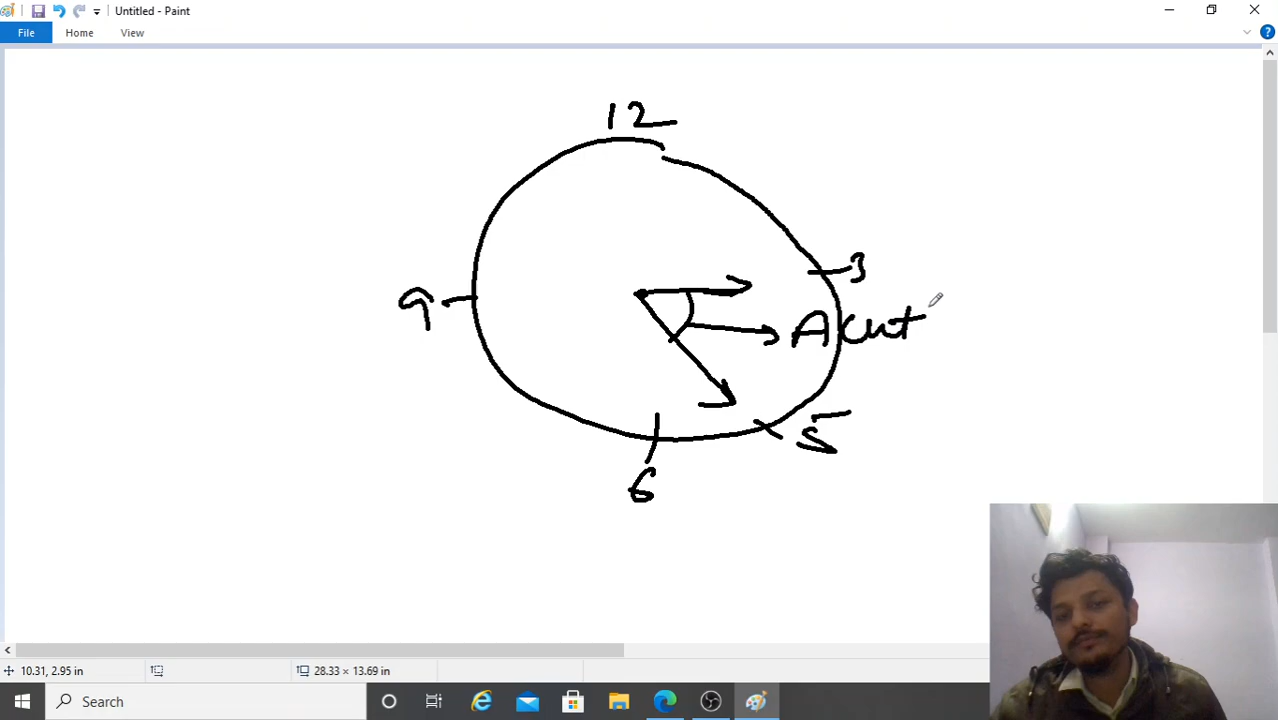 Untitled - Paint
File Home View
12
3
9
Acut
5
6
10.31, 2.95 in
28.33 × 13.69 in
Search